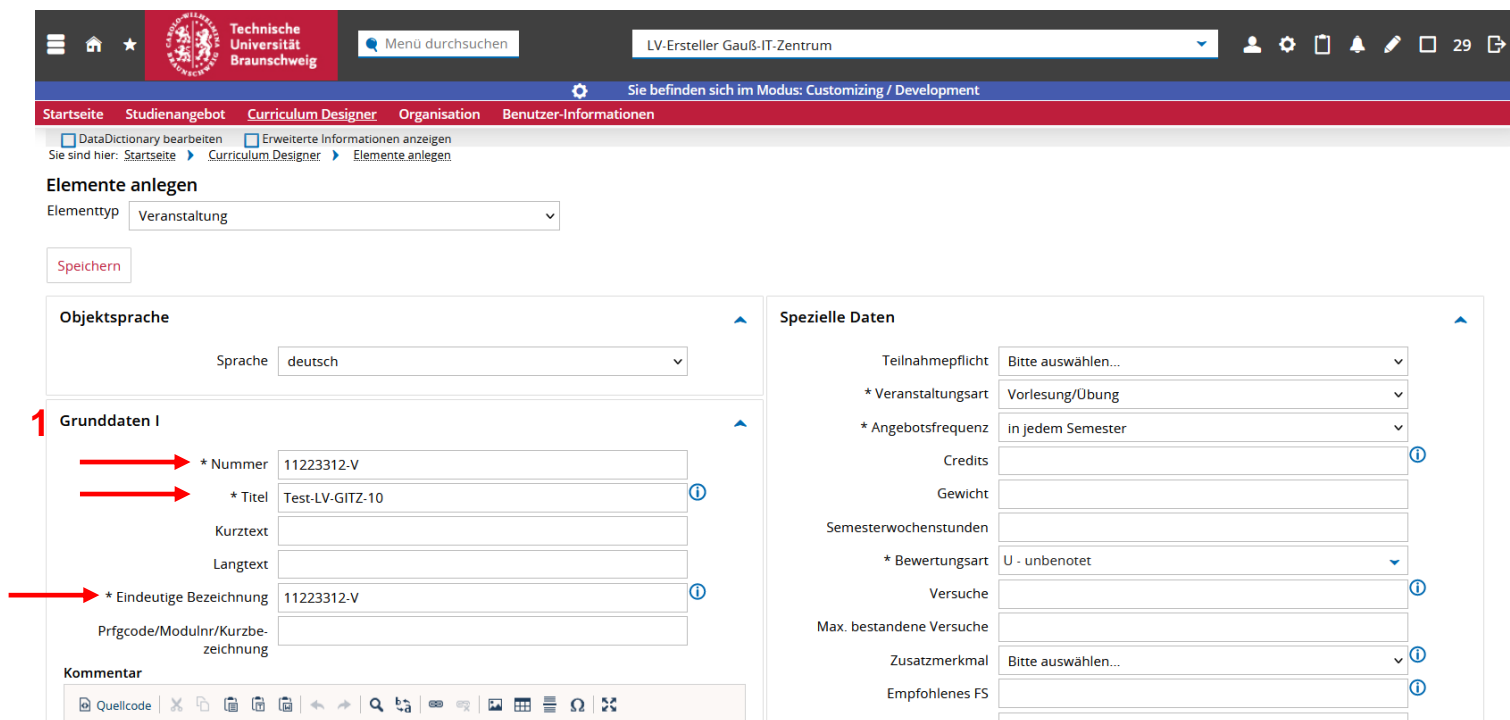 Technische
Universität
Braunschweig
Menü durchsuchen
LV-Ersteller Gauß-IT-Zentrum
29
Sie befinden sich im Modus: Customizing / Development
Startseite Studienangebot Curriculum Designer Organisation Benutzer-Informationen
DataDictionary bearbeiten Erweiterte Informationen anzeigen
Sie sind hier: Startseite Curriculum Designer Elemente anlegen
Elemente anlegen
Elementtyp Veranstaltung
Speichern
Objektsprache
Sprache deutsch
1 Grunddaten I
* Nummer 11223312-V
* Titel Test-LV-GITZ-10
Kurztext
Langtext
* Eindeutige Bezeichnung 11223312-V
Prfgcode/Modulnr/Kurzbe-
zeichnung
Kommentar
Quellcode
Spezielle Daten
Teilnahmepflicht Bitte auswählen...
* Veranstaltungsart Vorlesung/Übung
* Angebotsfrequenz in jedem Semester
Credits
Gewicht
Semesterwochenstunden
* Bewertungsart U - unbenotet
Versuche
Max. bestandene Versuche
Zusatzmerkmal Bitte auswählen...
Empfohlenes FS